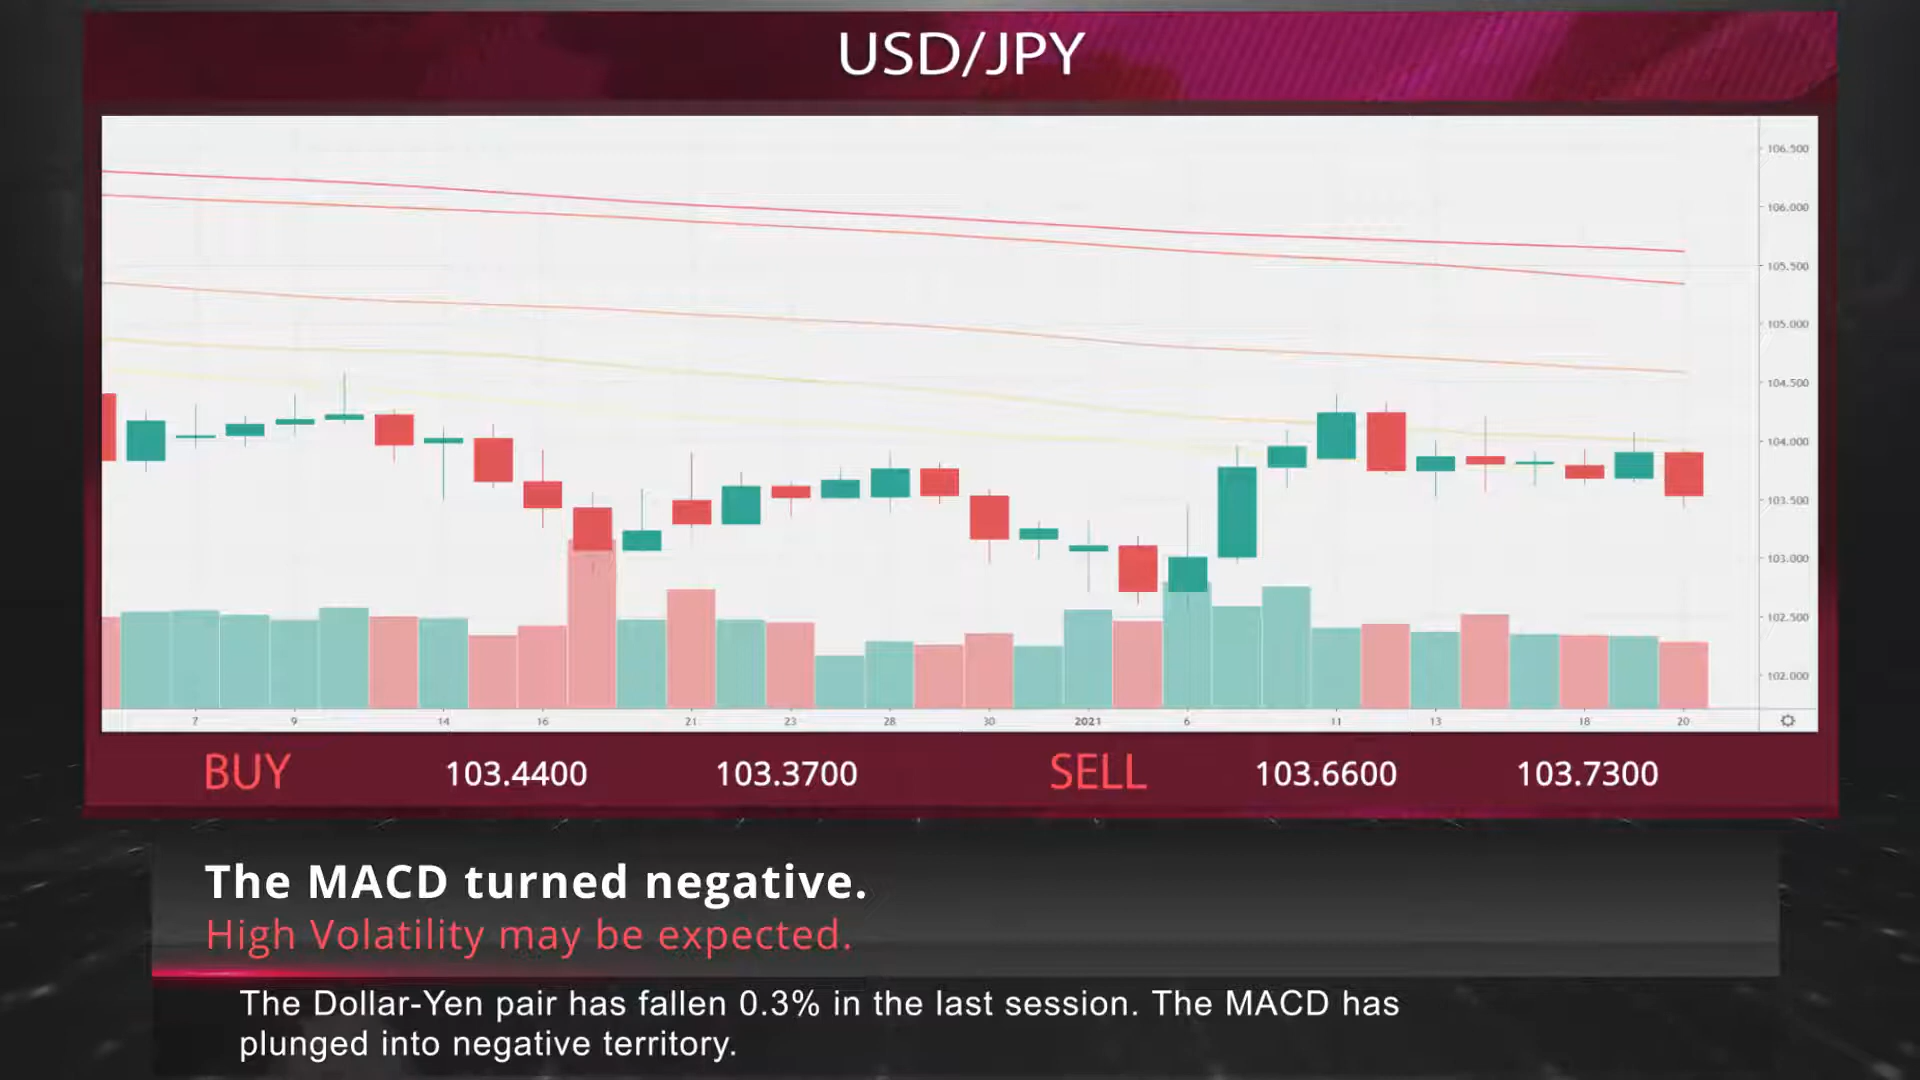 USD/JPY
106.500
106.000
105.500
105.000
104.500
104.000
103.500
103.000
102.500
102.000
7 9 14 16 21 23 28 30 2021 6 11 13 18 20
BUY 103.4400 103.3700 SELL 103.6600 103.7300
The MACD turned negative.
High Volatility may be expected.
The Dollar-Yen pair has fallen 0.3% in the last session. The MACD has
plunged into negative territory.